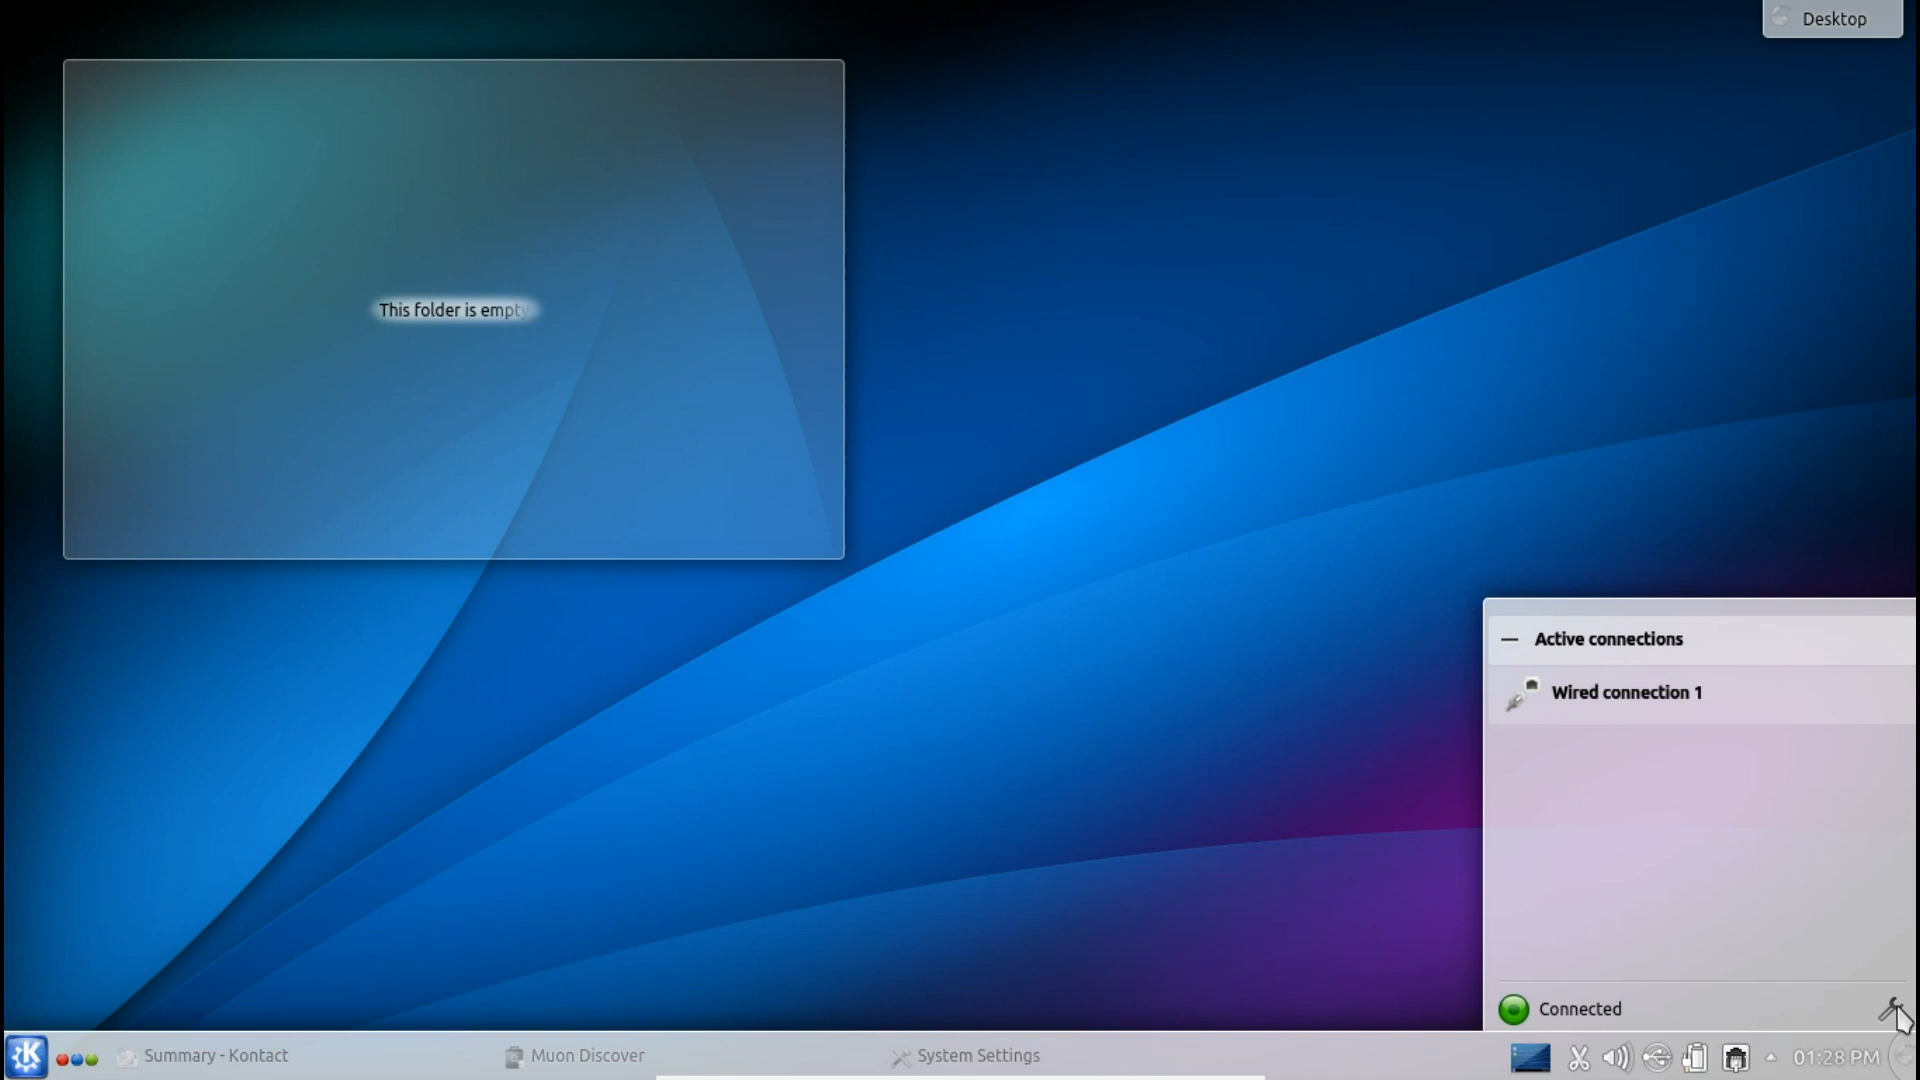 Desktop
This folder is empty
Active connections
Wired connection 1
Connected
Summary - Kontact
Muon Discover
System Settings
01:28 PM